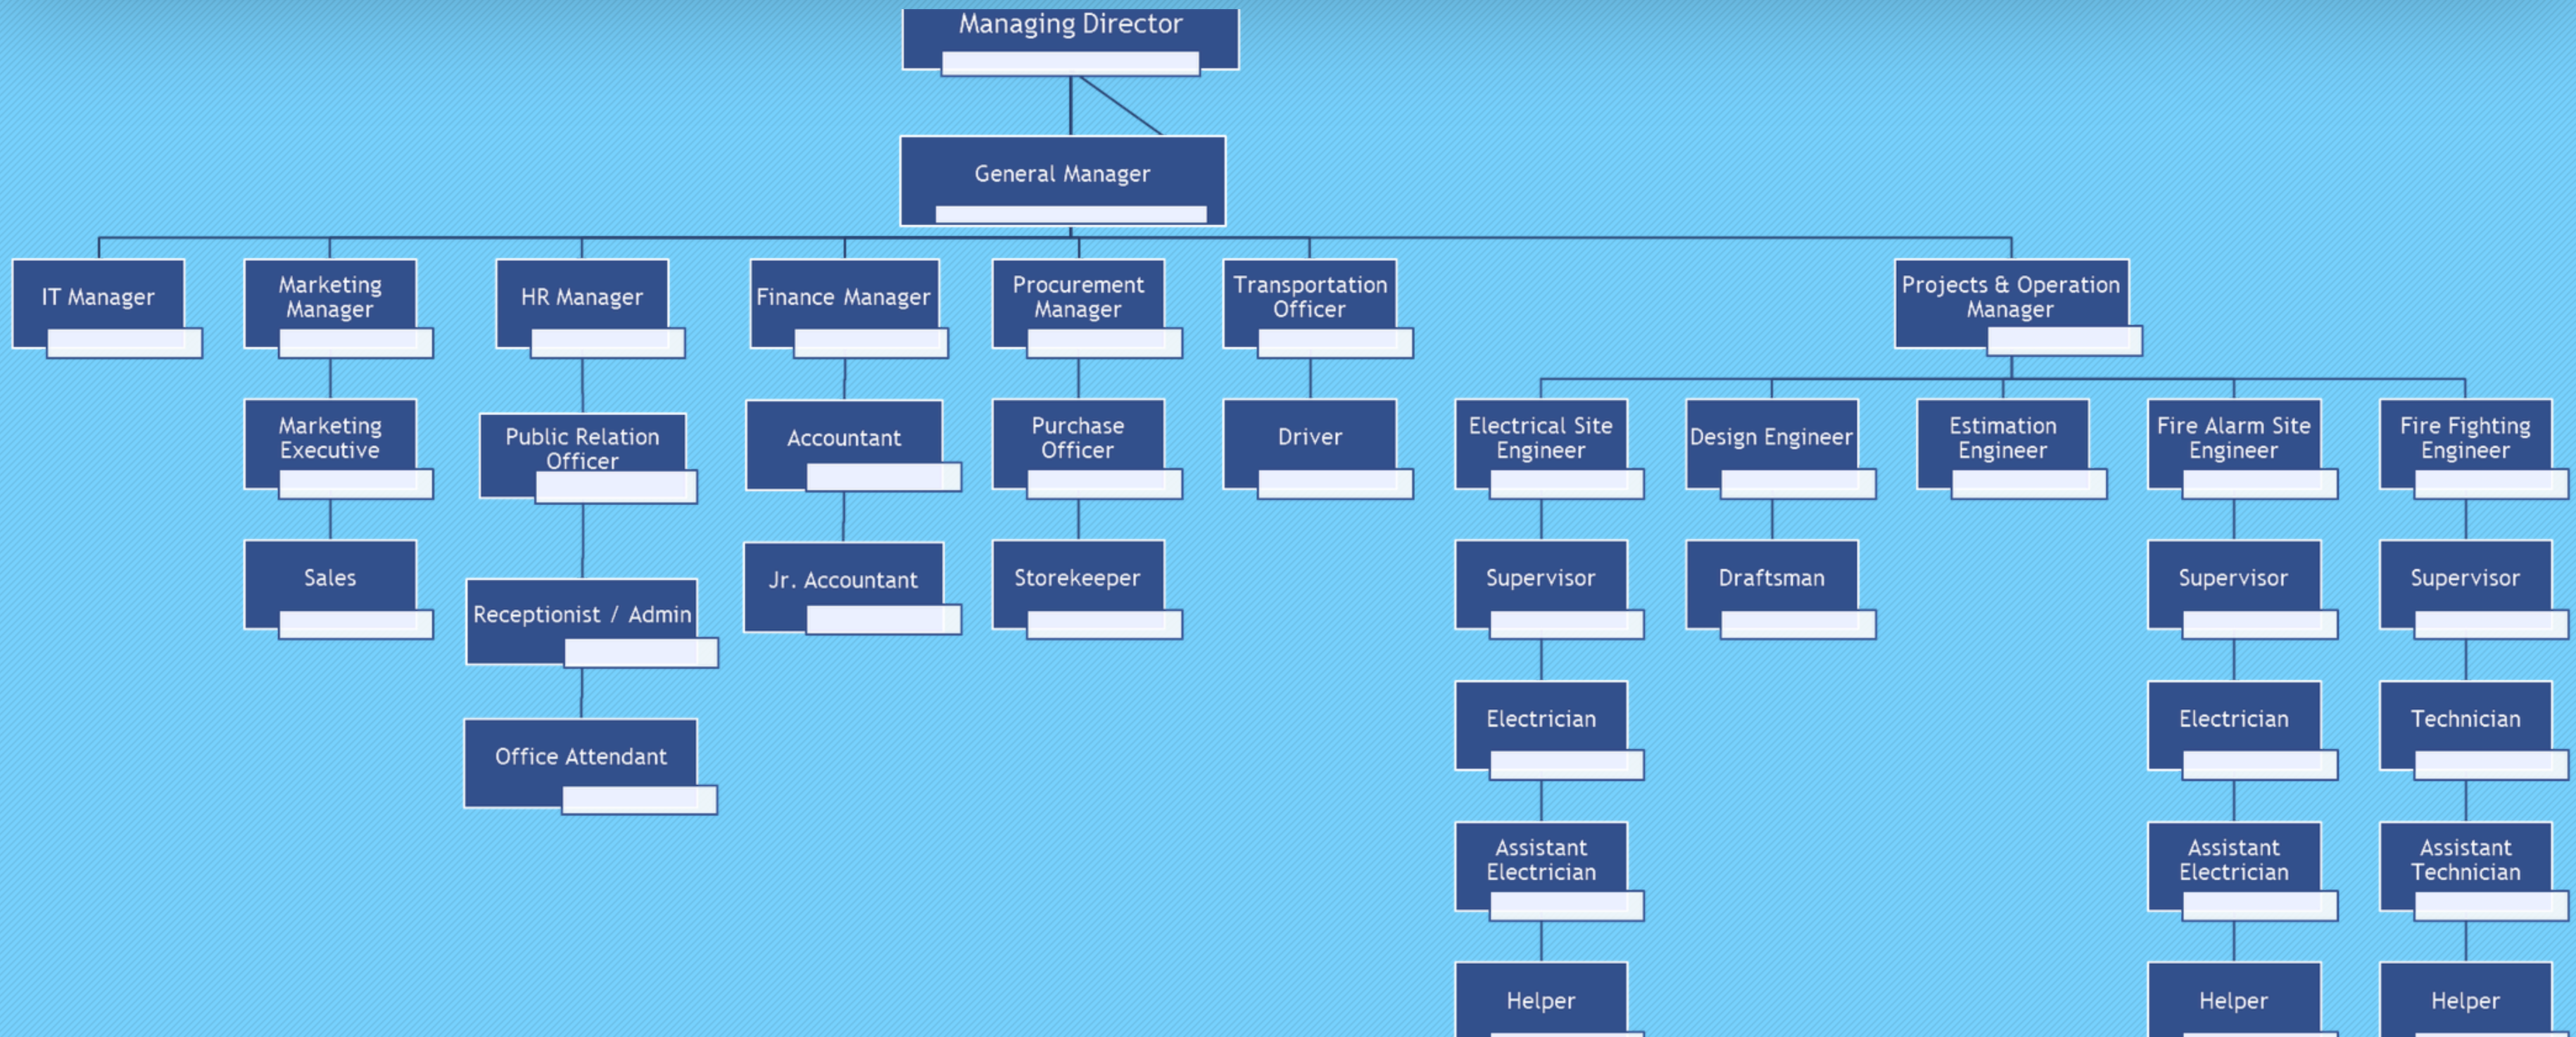 Managing Director
General Manager
IT Manager
Marketing
Manager
HR Manager
Finance Manager
Procurement
Manager
Transportation
Officer
Projects & Operation
Manager
Marketing
Executive
Public Relation
Officer
Accountant
Purchase
Officer
Driver
Electrical Site
Engineer
Design Engineer
Estimation
Engineer
Fire Alarm Site
Engineer
Fire Fighting
Engineer
Sales
Receptionist / Admin
Jr. Accountant
Storekeeper
Supervisor
Draftsman
Supervisor
Supervisor
Office Attendant
Electrician
Electrician
Technician
Assistant
Electrician
Assistant
Electrician
Assistant
Technician
Helper
Helper
Helper